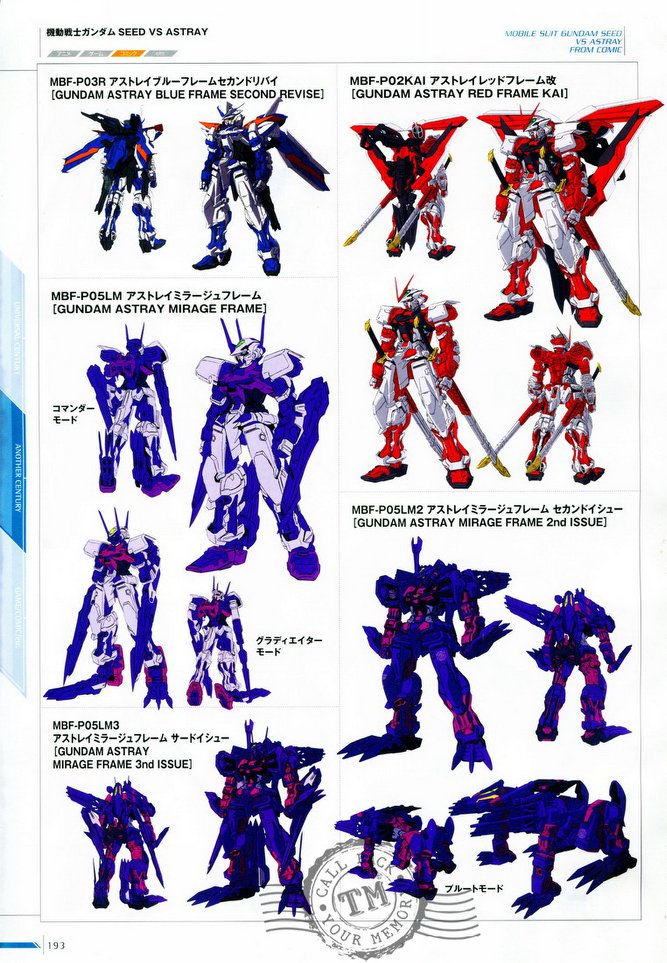 機動戦士ガンダム SEED VS ASTRAY
MOBILE SUIT GUNDAM SEED
VS ASTRAY
FROM COMIC
MBF-P03R アストレイブルーフレームセカンドリバイ
[GUNDAM ASTRAY BLUE FRAME SECOND REVISE]
MBF-P02KAI アストレイレッドフレーム改
[GUNDAM ASTRAY RED FRAME KAI]
MBF-P05LM アストレイミラージュフレーム
[GUNDAM ASTRAY MIRAGE FRAME]
コマンダー
モード
グラディエイター
モード
MBF-P05LM2 アストレイミラージュフレーム セカンドイシュー
[GUNDAM ASTRAY MIRAGE FRAME 2nd ISSUE]
ブルートモード
MBF-P05LM3
アストレイミラージュフレーム サードイシュー
[GUNDAM ASTRAY
MIRAGE FRAME 3nd ISSUE]
UNIVERSAL CENTURY
ANOTHER CENTURY
CALL BACK
TM
YOUR MEMORY
193